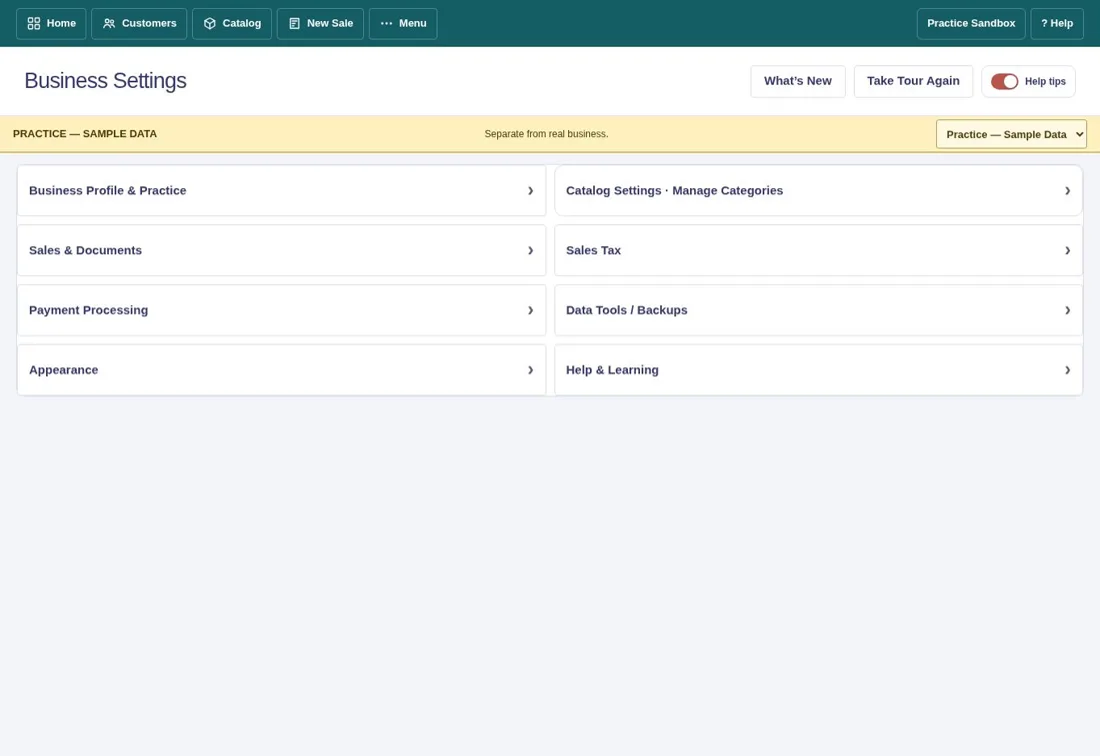 Home Customers Catalog New Sale Menu Practice Sandbox ? Help
Business Settings What's New Take Tour Again Help tips
PRACTICE — SAMPLE DATA Separate from real business. Practice — Sample Data
Business Profile & Practice Catalog Settings · Manage Categories
Sales & Documents Sales Tax
Payment Processing Data Tools / Backups
Appearance Help & Learning